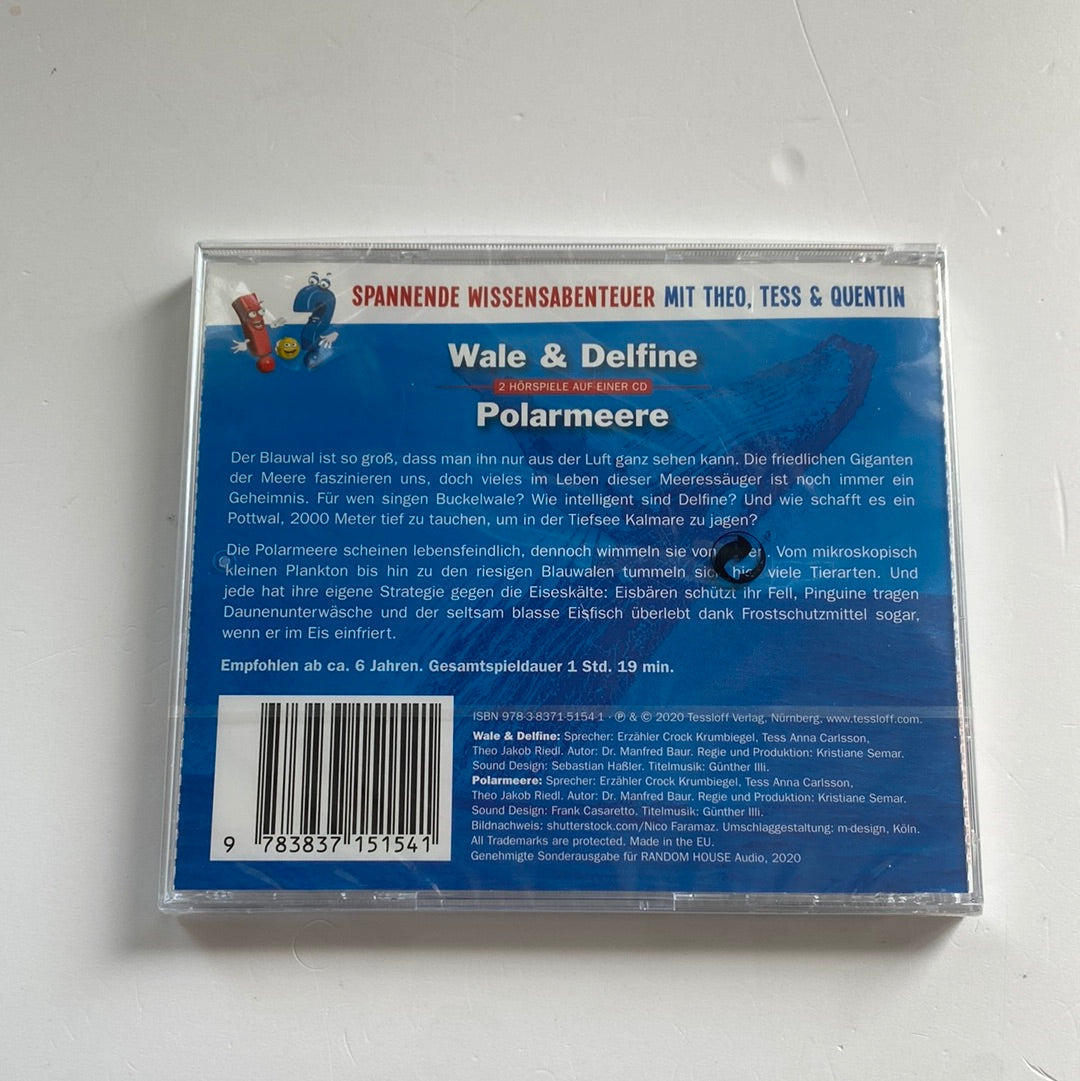 SPANNENDE WISSENSABENTEUER MIT THEO, TESS & QUENTIN
Wale & Delfine
2 HÖRSPIELE AUF EINER CD
Polarmeere
Der Blauwal ist so groß, dass man ihn nur aus der Luft ganz sehen kann. Die friedlichen Giganten
der Meere faszinieren uns, doch vieles im Leben dieser Meeressäuger ist noch immer ein
Geheimnis. Für wen singen Buckelwale? Wie intelligent sind Delfine? Und wie schafft es ein
Pottwal, 2000 Meter tief zu tauchen, um in der Tiefsee Kalmare zu jagen?
Die Polarmeere scheinen lebensfeindlich, dennoch wimmeln sie von Vom mikroskopisch
kleinen Plankton bis hin zu den riesigen Blauwalen tummeln sich viele Tierarten. Und
jede hat ihre eigene Strategie gegen die Eiseskälte: Eisbären schützt ihr Fell, Pinguine tragen
Daunenunterwäsche und der seltsam blasse Eisfisch überlebt dank Frostschutzmittel sogar,
wenn er im Eis einfriert.
Empfohlen ab ca. 6 Jahren. Gesamtspieldauer 1 Std. 19 min.
ISBN 978-3-8371-5154-1 · ℗ & © 2020 Tessloff Verlag, Nürnberg, www.tessloff.com.
Wale & Delfine: Sprecher: Erzähler Crock Krumbiegel, Tess Anna Carlsson,
Theo Jakob Riedl. Autor: Dr. Manfred Baur. Regie und Produktion: Kristiane Semar.
Sound Design: Sebastian Haßler. Titelmusik: Günther Illi.
Polarmeere: Sprecher: Erzähler Crock Krumbiegel, Tess Anna Carlsson,
Theo Jakob Riedl. Autor: Dr. Manfred Baur. Regie und Produktion: Kristiane Semar.
Sound Design: Frank Casaretto. Titelmusik: Günther Illi.
Bildnachweis: shutterstock.com/Nico Faramaz. Umschlaggestaltung: m-design, Köln.
All Trademarks are protected. Made in the EU.
Genehmigte Sonderausgabe für RANDOM HOUSE Audio, 2020
9 783837 151541